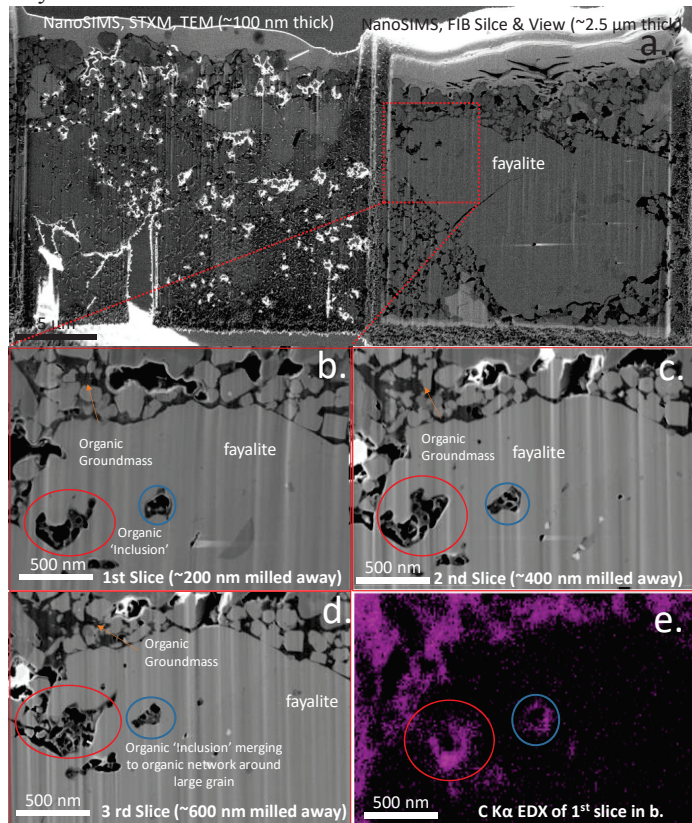 NanoSIMS, STXM, TEM (~100 nm thick)
NanoSIMS, FIB Silce & View (~2.5 µm thick)
a.
fayalite
5 µm
b.
Organic
Groundmass
fayalite
Organic
'Inclusion'
500 nm
1st Slice (~200 nm milled away)
c.
Organic
Groundmass
fayalite
500 nm
2 nd Slice (~400 nm milled away)
d.
Organic
Groundmass
fayalite
Organic 'Inclusion' merging
to organic network around
large grain
500 nm
3 rd Slice (~600 nm milled away)
e.
500 nm
C Kα EDX of 1st slice in b.